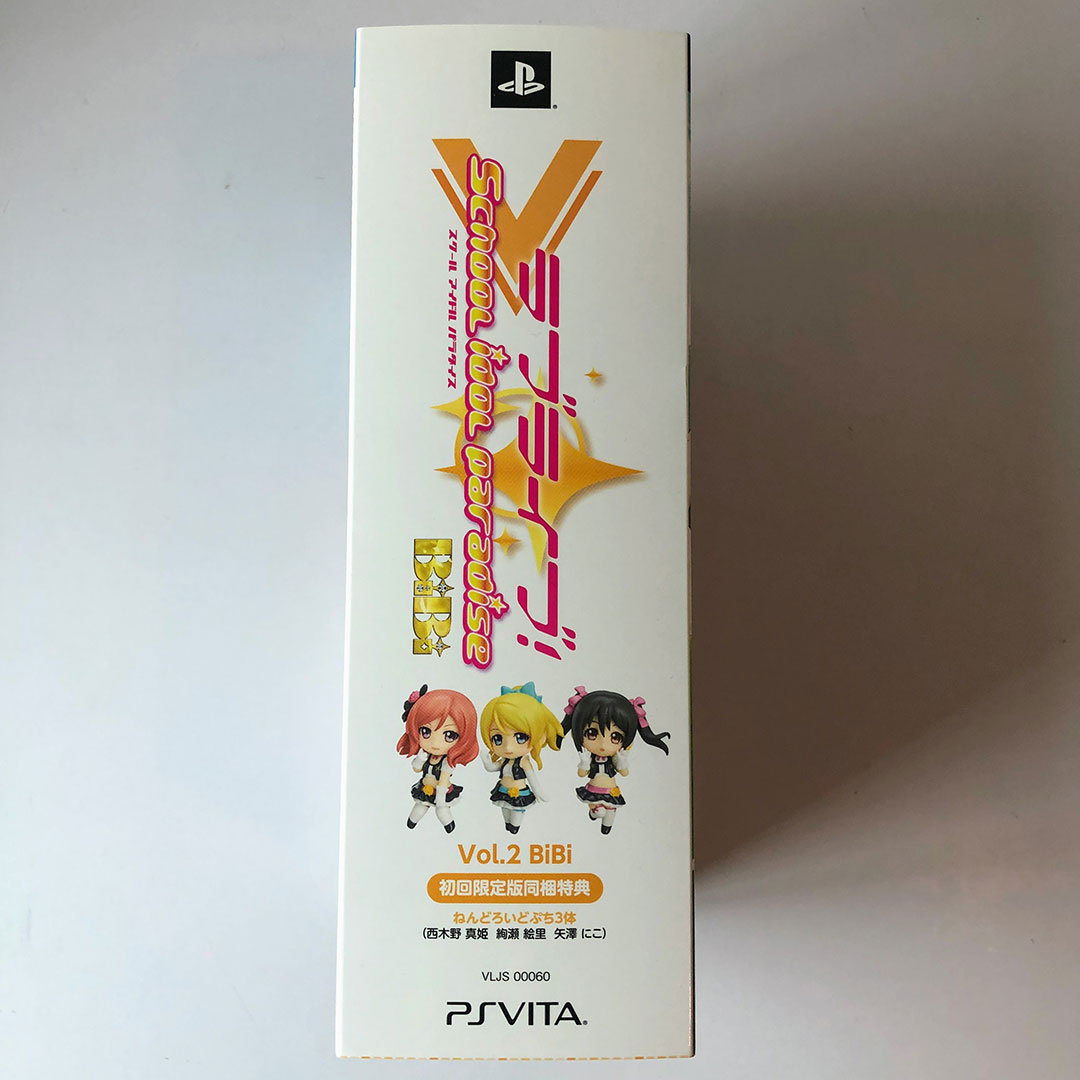 ラブライブ!
School idol paradise
スクールアイドルパラダイス
BiBi
Vol.2 BiBi
初回限定版同梱特典
ねんどろいどぷち3体
(西木野 真姫 絢瀬 絵里 矢澤 にこ)
VLJS 00060
PSVITA®